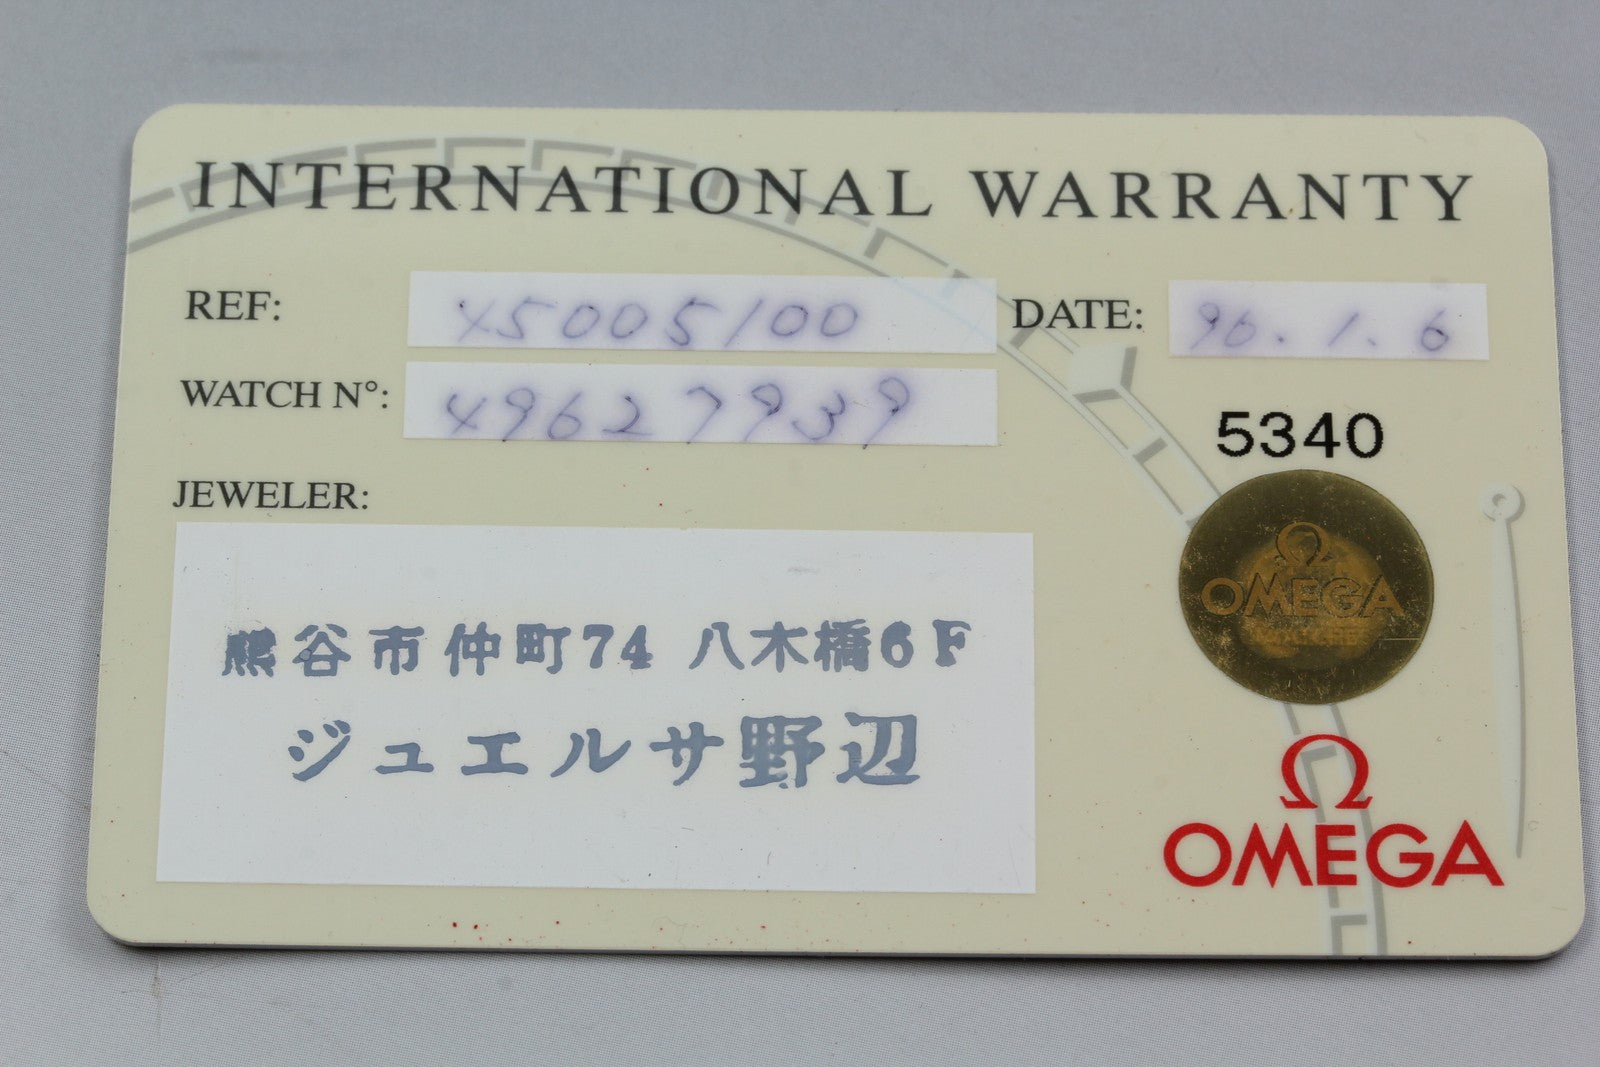 INTERNATIONAL WARRANTY
REF: 45005100
DATE: 96.1.6
WATCH N°: 49627939
5340
JEWELER:
OMEGA
熊谷市仲町74 八木橋6F
ジュエルサ野辺
Ω
OMEGA